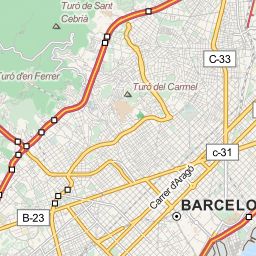 Turó de Sant
Cebrià
C-33
Turó d'en Ferrer
Turó del Carmel
c-31
Carrer d'Aragó
BARCELO
B-23